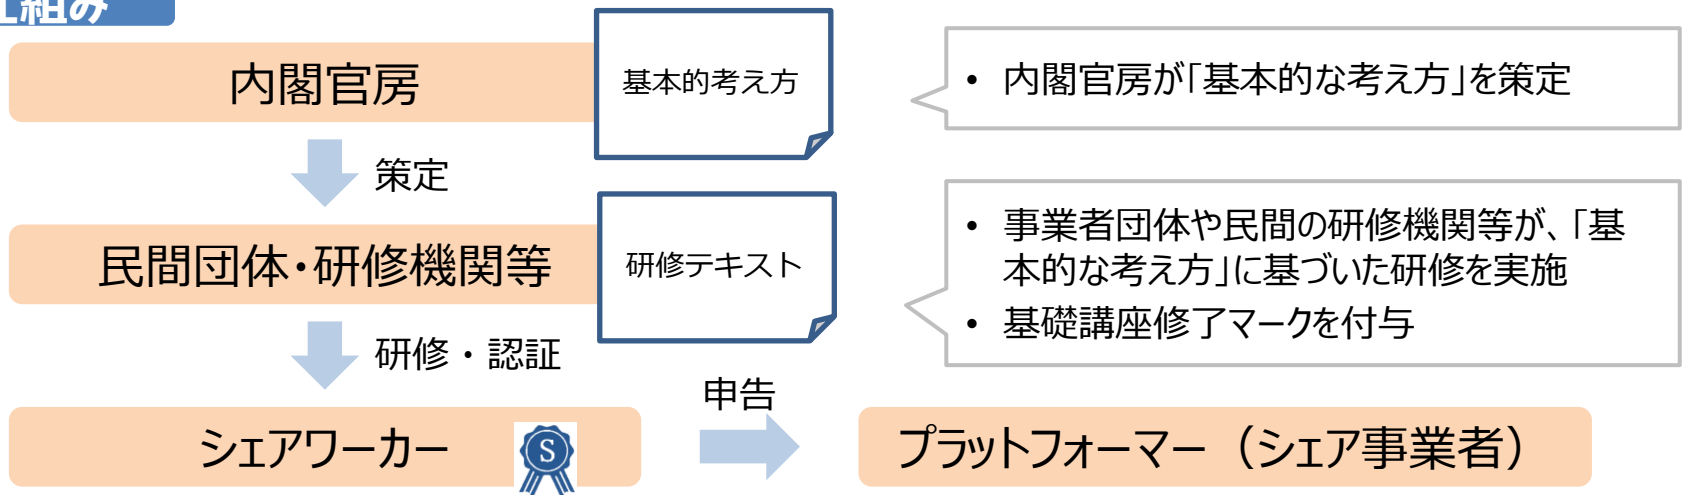 仕組み
内閣官房
基本的考え方
• 内閣官房が「基本的な考え方」を策定
策定
民間団体・研修機関等
研修テキスト
• 事業者団体や民間の研修機関等が、「基
本的な考え方」に基づいた研修を実施
• 基礎講座修了マークを付与
研修・認証
シェアワーカー
S
申告
プラットフォーマー（シェア事業者）